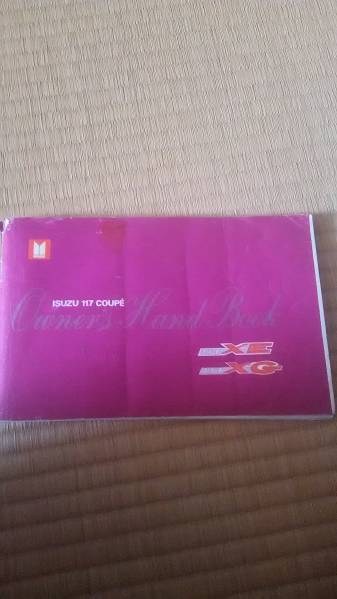 ISUZU 117 COUPÉ
Owner's Hand Book
XE
XG